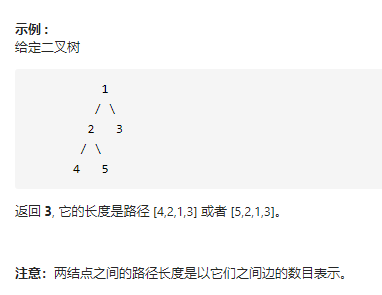 示例 :
给定二叉树
1
/ \
2 3
/ \
4 5
返回 3, 它的长度是路径 [4,2,1,3] 或者 [5,2,1,3]。
注意：两结点之间的路径长度是以它们之间边的数目表示。